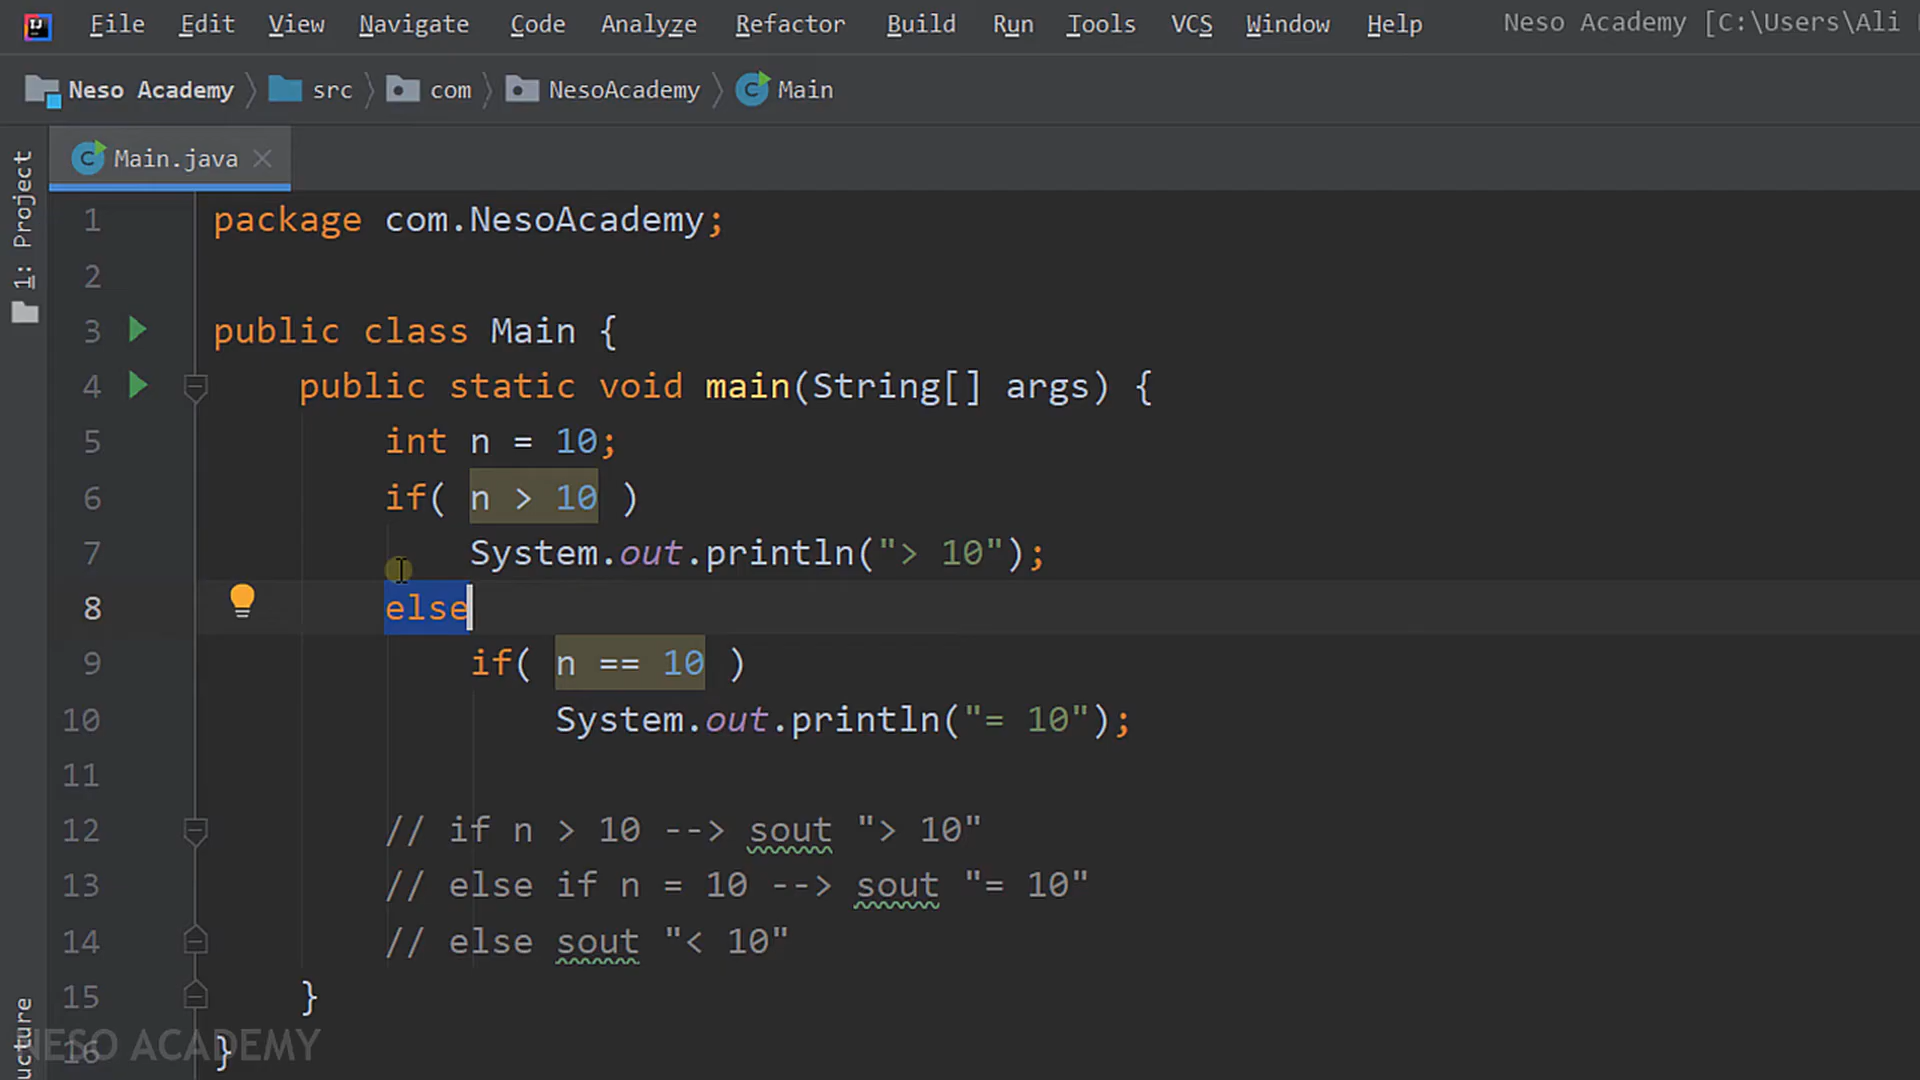 File Edit View Navigate Code Analyze Refactor Build Run Tools VCS Window Help Neso Academy [C:\Users\Ali
Neso Academy src com NesoAcademy Main
Main.java
1: Project
1 package com.NesoAcademy;
2
3 public class Main {
4 public static void main(String[] args) {
5 int n = 10;
6 if( n > 10 )
7 System.out.println("> 10");
8 else
9 if( n == 10 )
10 System.out.println("= 10");
11
12 // if n > 10 --> sout "> 10"
13 // else if n = 10 --> sout "= 10"
14 // else sout "< 10"
15 }
16 }
ucture
NESO ACADEMY